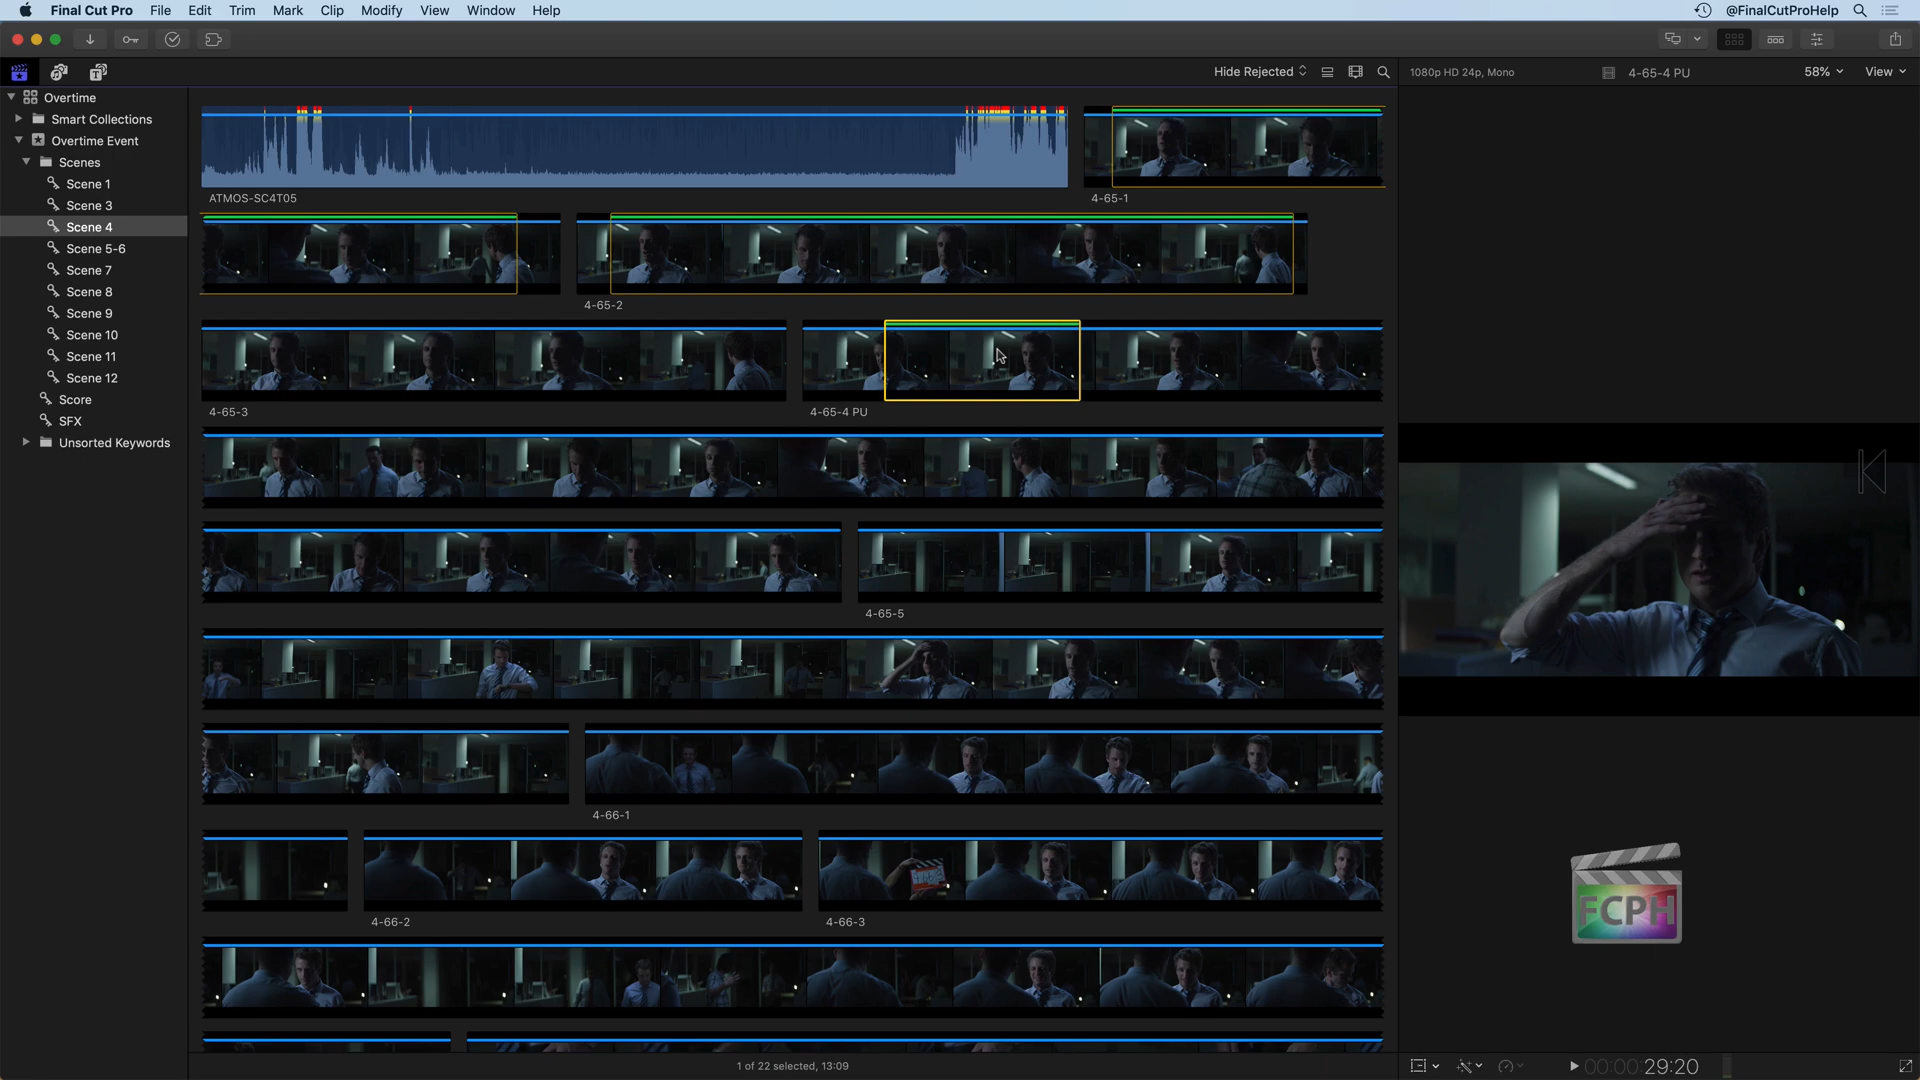 Final Cut Pro File Edit Trim Mark Clip Modify View Window Help @FinalCutProHelp
Hide Rejected 1080p HD 24p, Mono 4-65-4 PU 58% View
Overtime
Smart Collections
Overtime Event
Scenes
Scene 1
Scene 3
Scene 4
Scene 5-6
Scene 7
Scene 8
Scene 9
Scene 10
Scene 11
Scene 12
Score
SFX
Unsorted Keywords
ATMOS-SC4T05 4-65-1
4-65-2
4-65-3 4-65-4 PU
4-65-5
4-66-1
4-66-2 4-66-3
FCPH
1 of 22 selected, 13:09
00:00:29:20